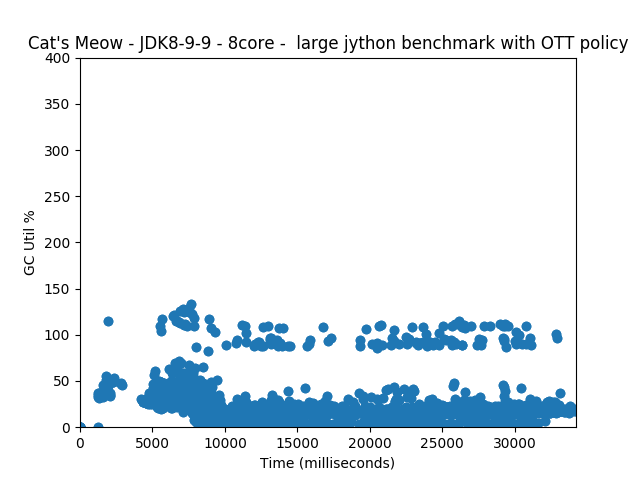 Cat's Meow - JDK8-9-9 - 8core -  large jython benchmark with OTT policy
400
350
300
250
200
150
100
50
0
GC Util %
0 5000 10000 15000 20000 25000 30000
Time (milliseconds)